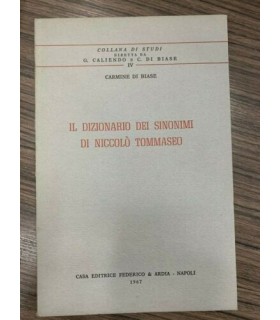 COLLANA DI STUDI
DIRETTA DA
G. CALIENDO e C. DI BIASE
IV
CARMINE DI BIASE
IL DIZIONARIO DEI SINONIMI
DI NICCOLÒ TOMMASEO
CASA EDITRICE FEDERICO & ARDIA - NAPOLI
1967